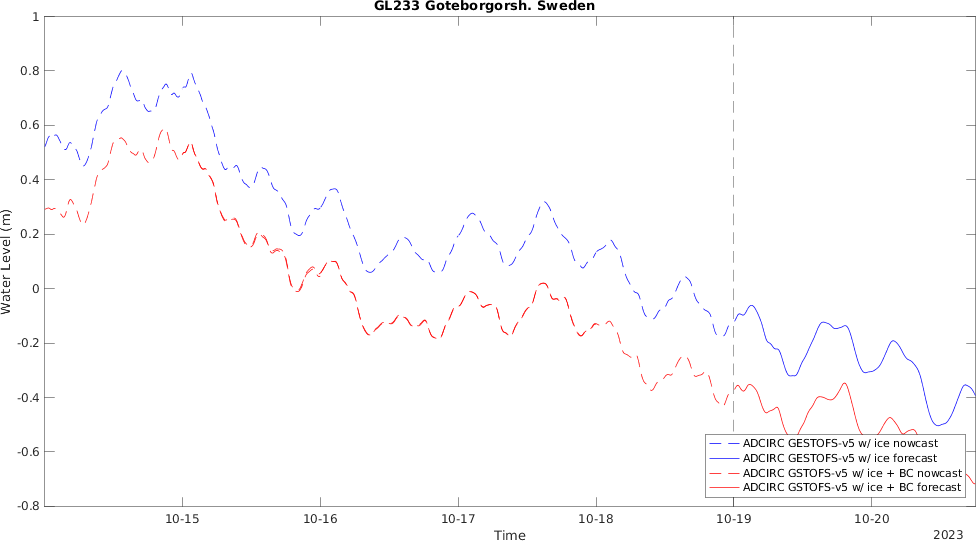 GL233 Goteborgorsh. Sweden
1
0.8
0.6
0.4
0.2
0
-0.2
-0.4
-0.6
-0.8
Water Level (m)
10-15
10-16
10-17
10-18
10-19
10-20
Time
2023
ADCIRC GESTOFS-v5 w/ ice nowcast
ADCIRC GESTOFS-v5 w/ ice forecast
ADCIRC GSTOFS-v5 w/ ice + BC nowcast
ADCIRC GSTOFS-v5 w/ ice + BC forecast